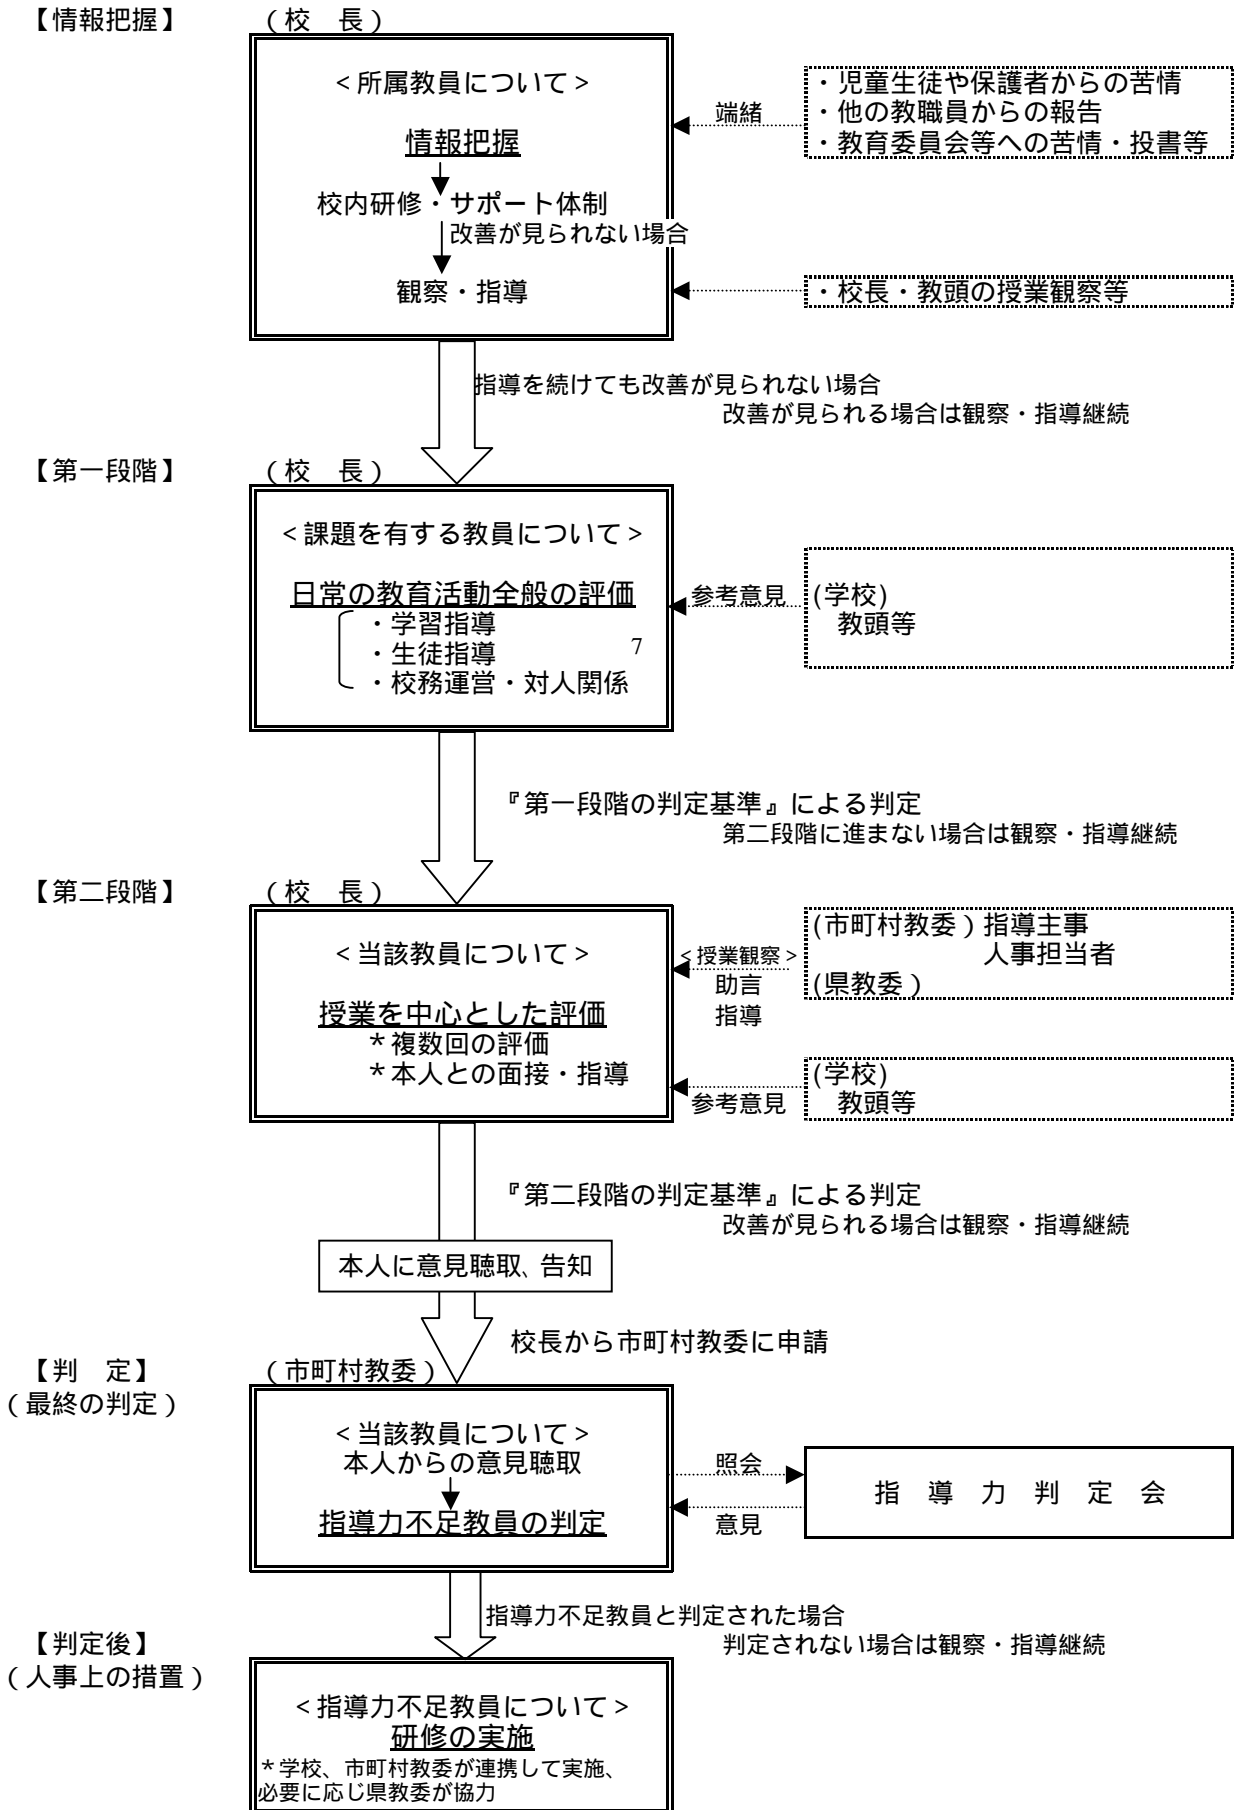 【情報把握】 （校　長）
＜所属教員について＞
・児童生徒や保護者からの苦情
端緒
・他の教職員からの報告
・教育委員会等への苦情・投書等
情報把握
校内研修・サポート体制
改善が見られない場合
観察・指導
・校長・教頭の授業観察等
指導を続けても改善が見られない場合
改善が見られる場合は観察・指導継続
【第一段階】 （校　長）
＜課題を有する教員について＞
日常の教育活動全般の評価
参考意見
(学校)
教頭等
・学習指導
・生徒指導
7
・校務運営・対人関係
『第一段階の判定基準』による判定
第二段階に進まない場合は観察・指導継続
【第二段階】 （校　長）
＜当該教員について＞
＜授業観察＞
助言
指導
(市町村教委）指導主事
人事担当者
(県教委）
授業を中心とした評価
＊複数回の評価
＊本人との面接・指導
参考意見
(学校)
教頭等
『第二段階の判定基準』による判定
改善が見られる場合は観察・指導継続
本人に意見聴取、告知
校長から市町村教委に申請
【判　定】 （市町村教委）
（最終の判定）
＜当該教員について＞
本人からの意見聴取
照会
指　導　力　判　定　会
意見
指導力不足教員の判定
指導力不足教員と判定された場合
判定されない場合は観察・指導継続
【判定後】
（人事上の措置）
＜指導力不足教員について＞
研修の実施
＊学校、市町村教委が連携して実施、
必要に応じ県教委が協力